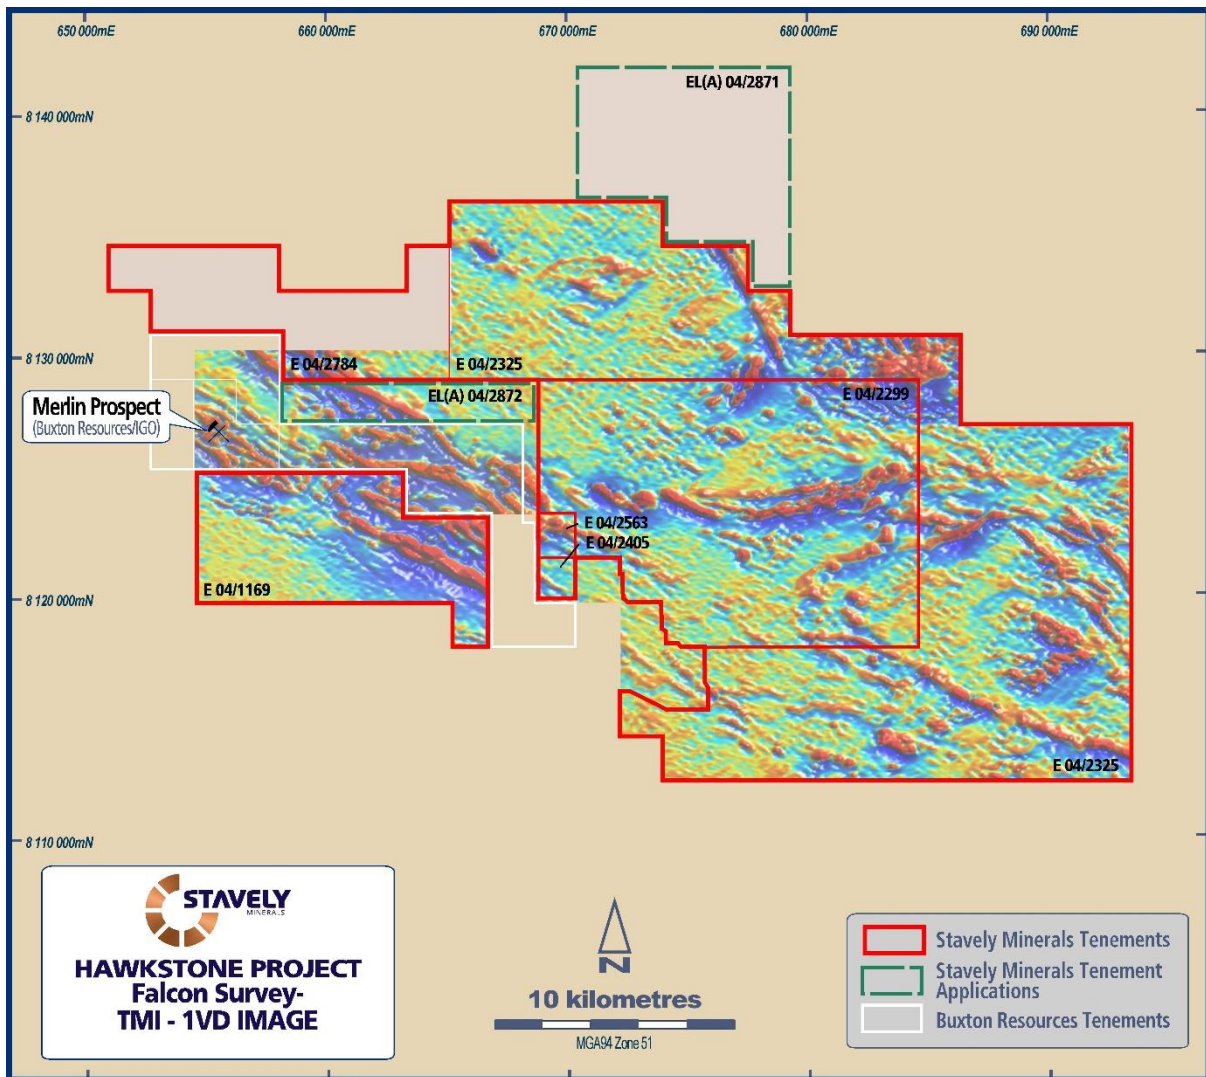 650 000mE
660 000mE
670 000mE
680 000mE
690 000mE
EL(A) 04/2871
8 140 000mN
8 130 000mN
E 04/2784
E 04/2325
E 04/2299
EL(A) 04/2872
Merlin Prospect
(Buxton Resources/IGO)
E 04/2563
E 04/2405
E 04/1169
8 120 000mN
E 04/2325
8 110 000mN
STAVELY
MINERALS
HAWKSTONE PROJECT
Falcon Survey-
TMI - 1VD IMAGE
N
10 kilometres
MGA94 Zone 51
Stavely Minerals Tenements
Stavely Minerals Tenement
Applications
Buxton Resources Tenements